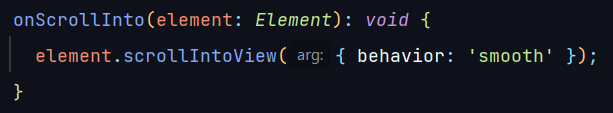 onScrollInto(element: Element): void {
element.scrollIntoView( arg: { behavior: 'smooth' });
}